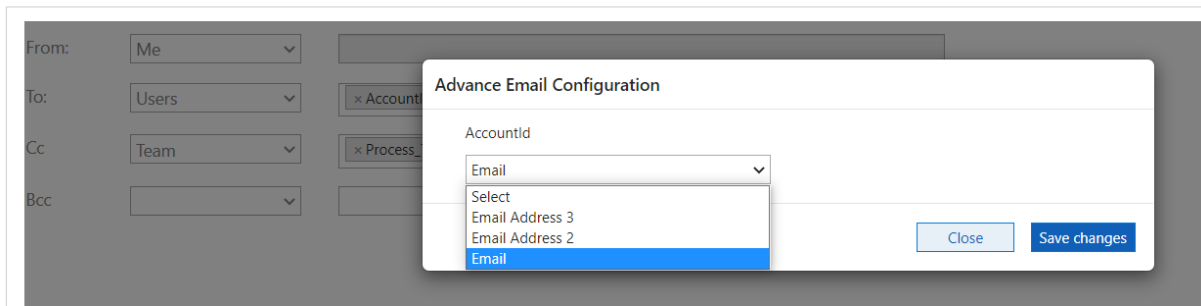 From: Me
To: Users × Account
Cc Team × Process_
Bcc
Advance Email Configuration
AccountId
Email
Select
Email Address 3
Email Address 2
Email
Close Save changes